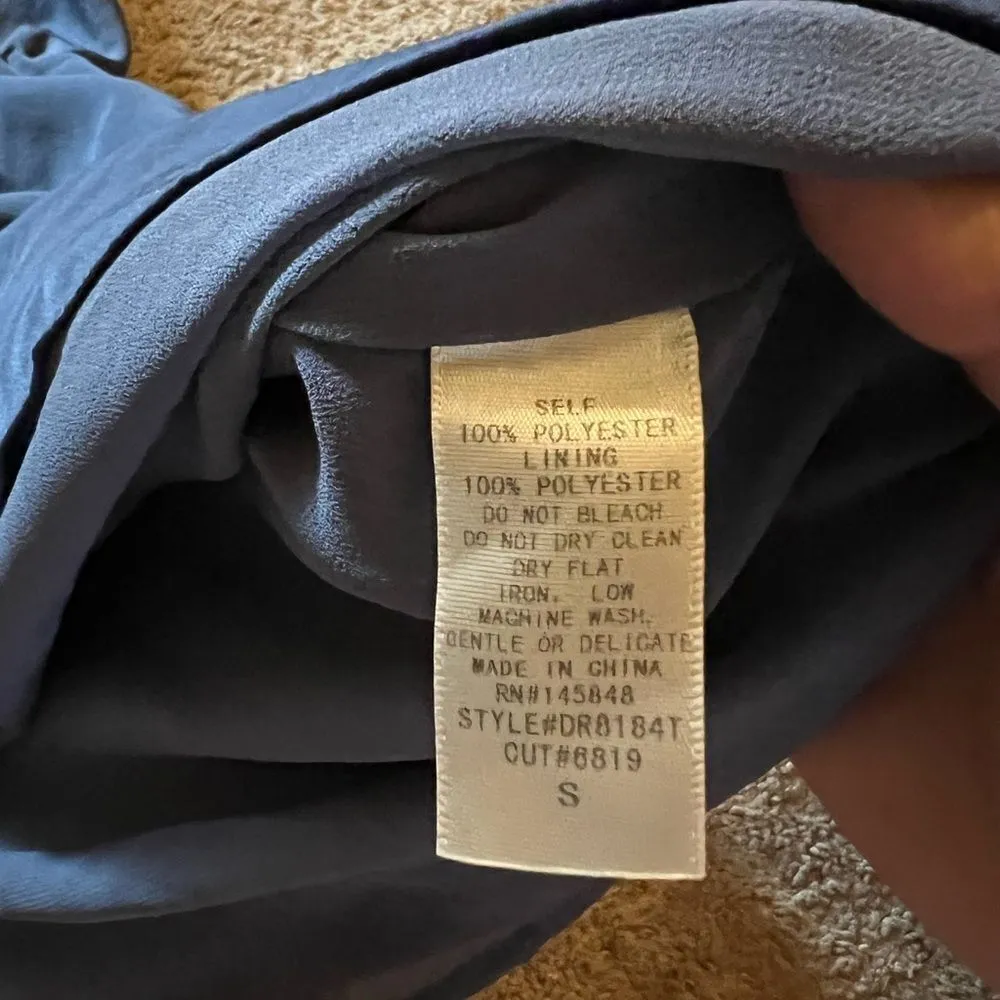 SELF
100% POLYESTER
LINING
100% POLYESTER
DO NOT BLEACH
DO NOT DRY CLEAN
DRY FLAT
IRON. LOW
MACHINE WASH.
GENTLE OR DELICATE
MADE IN CHINA
RN#145848
STYLE#DR8184T
CUT#6819
S